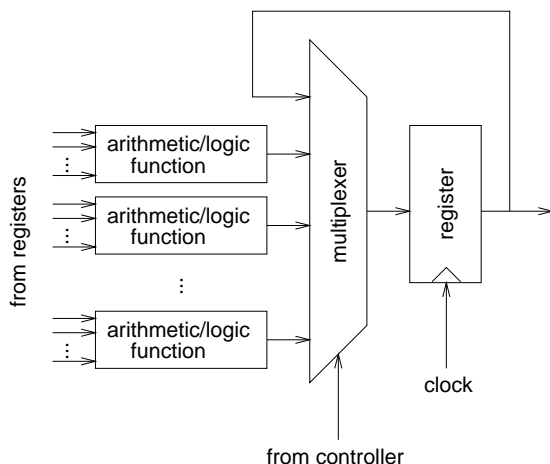 from registers
arithmetic/logic
function
arithmetic/logic
function
...
arithmetic/logic
function
...
...
...
multiplexer
register
clock
from controller